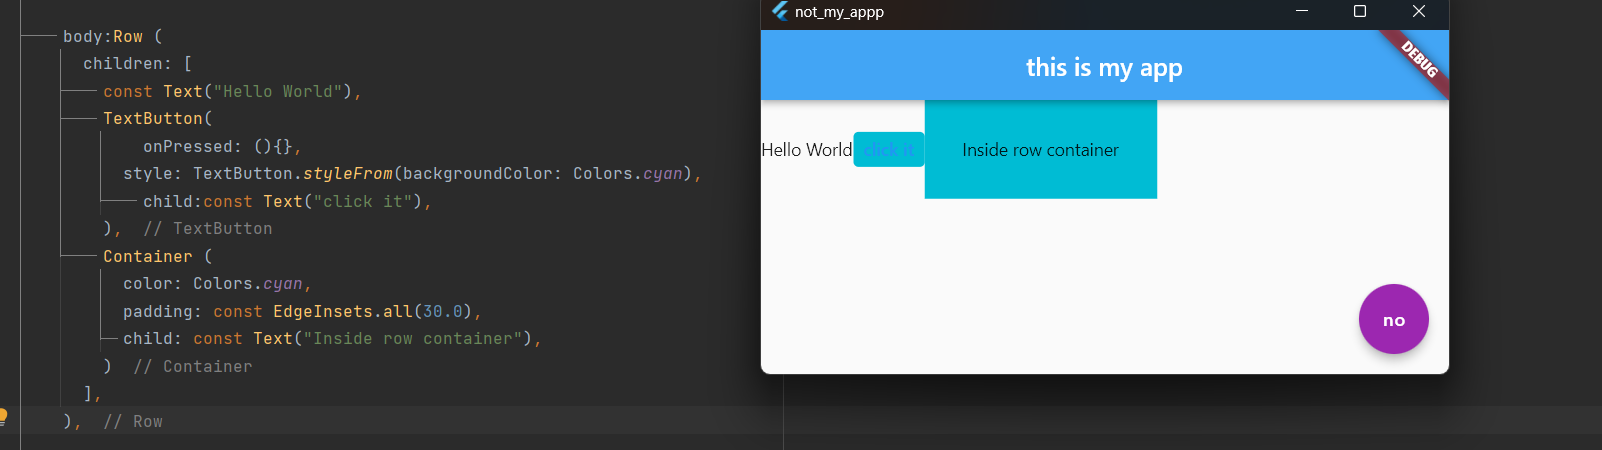 body:Row (
children: [
const Text("Hello World"),
TextButton(
onPressed: (){},
style: TextButton.styleFrom(backgroundColor: Colors.cyan),
child:const Text("click it"),
),  // TextButton
Container (
color: Colors.cyan,
padding: const EdgeInsets.all(30.0),
child: const Text("Inside row container"),
)  // Container
],
),  // Row
not_my_appp
this is my app
DEBUG
Hello World
click it
Inside row container
no